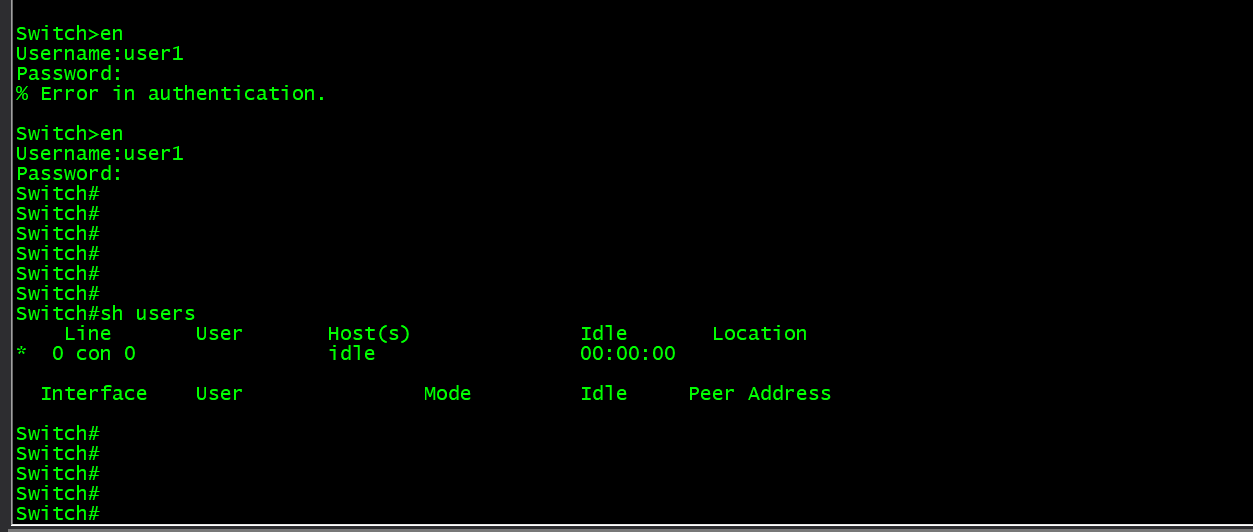 Switch>en
Username:user1
Password:
% Error in authentication.
Switch>en
Username:user1
Password:
Switch#
Switch#
Switch#
Switch#
Switch#
Switch#
Switch#sh users
    Line       User       Host(s)              Idle       Location
*  0 con 0                idle                 00:00:00
  Interface    User               Mode         Idle     Peer Address
Switch#
Switch#
Switch#
Switch#
Switch#